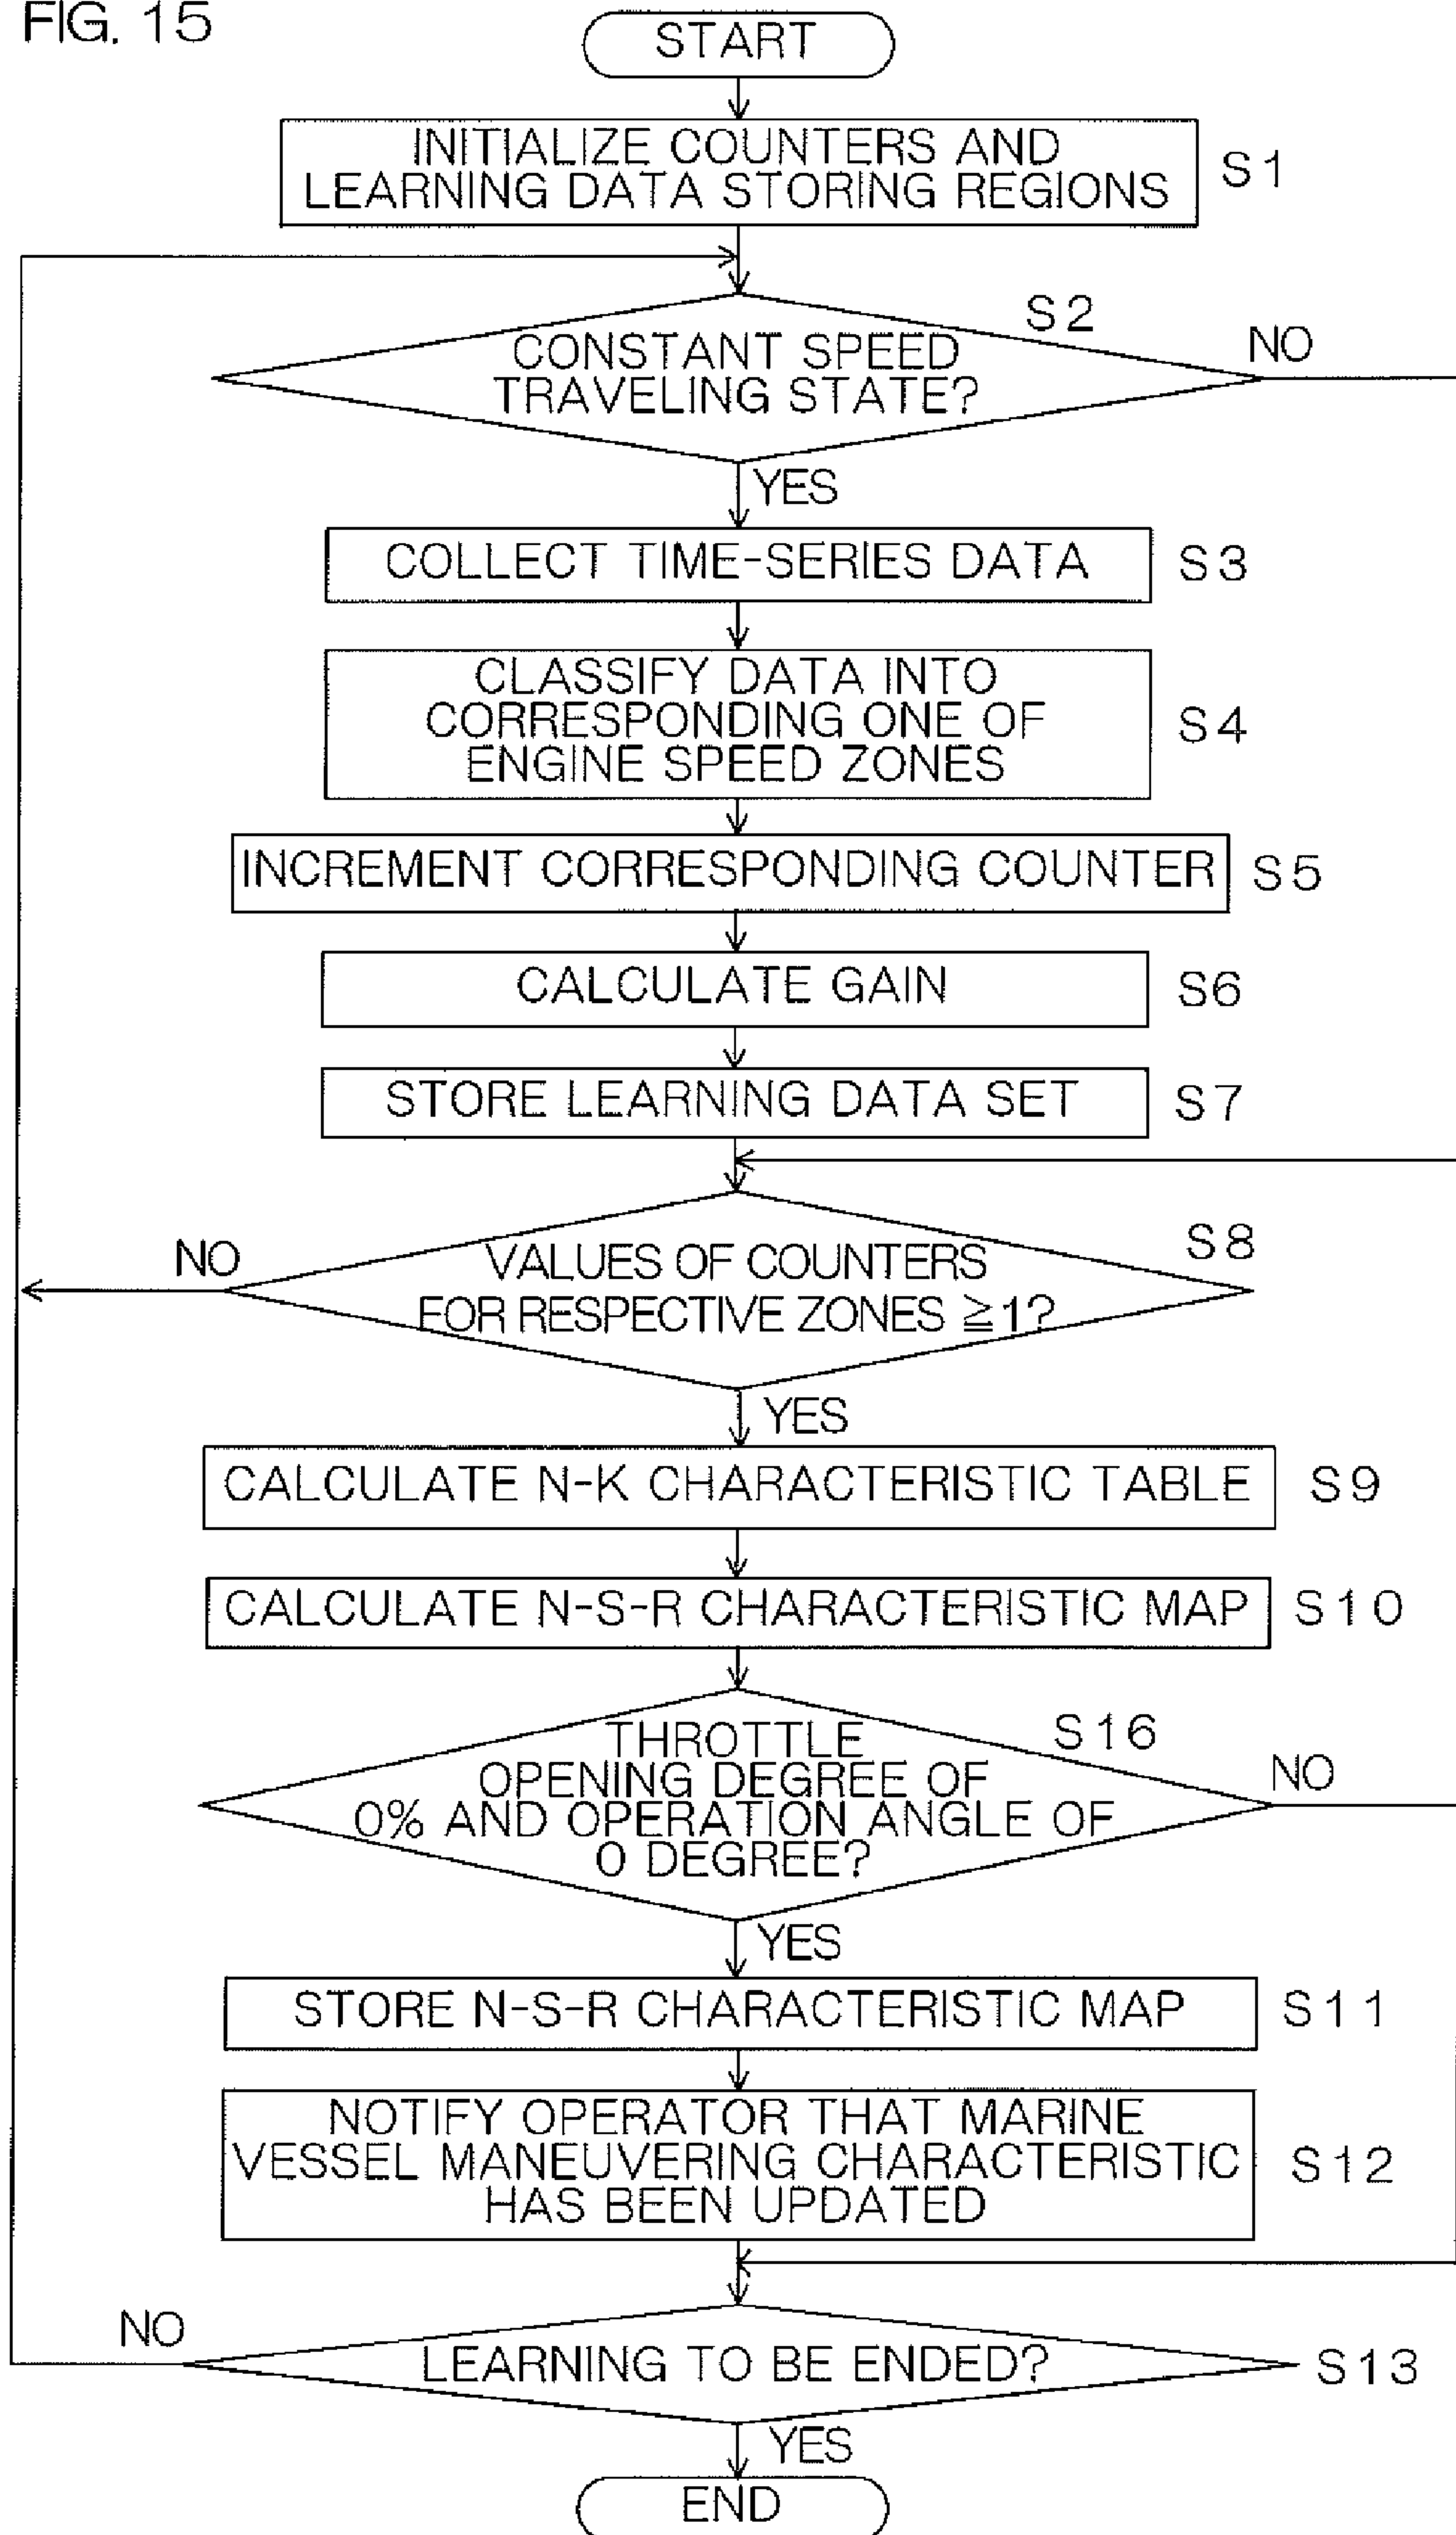 FIG. 15
START
INITIALIZE COUNTERS AND
LEARNING DATA STORING REGIONS
S1
S2
CONSTANT SPEED
TRAVELING STATE?
NO
YES
COLLECT TIME-SERIES DATA
S3
CLASSIFY DATA INTO
CORRESPONDING ONE OF
ENGINE SPEED ZONES
S4
INCREMENT CORRESPONDING COUNTER
S5
CALCULATE GAIN
S6
STORE LEARNING DATA SET
S7
S8
NO
VALUES OF COUNTERS
FOR RESPECTIVE ZONES ≧1?
YES
CALCULATE N-K CHARACTERISTIC TABLE
S9
CALCULATE N-S-R CHARACTERISTIC MAP
S10
S16
THROTTLE
OPENING DEGREE OF
0% AND OPERATION ANGLE OF
0 DEGREE?
NO
YES
STORE N-S-R CHARACTERISTIC MAP
S11
NOTIFY OPERATOR THAT MARINE
VESSEL MANEUVERING CHARACTERISTIC
HAS BEEN UPDATED
S12
NO
LEARNING TO BE ENDED?
S13
YES
END